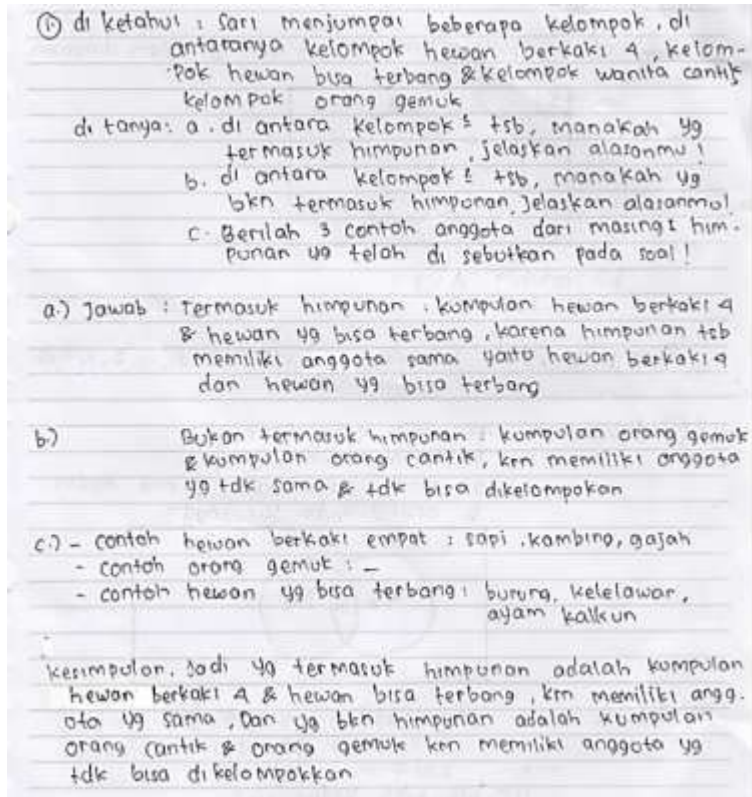 ① di ketahui : Sari menjumpai beberapa kelompok, di
antaranya kelompok hewan berkaki 4, kelom-
pok hewan bisa terbang & kelompok wanita cantik
kelompok orang gemuk
di tanya: a. di antara kelompok² tsb, manakah yg
termasuk himpunan, jelaskan alasanmu!
b. di antara kelompok² tsb, manakah yg
bkn termasuk himpunan, jelaskan alasanmu!
c. Berilah 3 contoh anggota dari masing² him-
punan yg telah di sebutkan pada soal!
a.) Jawab : Termasuk himpunan : kumpulan hewan berkaki 4
& hewan yg bisa terbang, karena himpunan tsb
memiliki anggota sama yaitu hewan berkaki 4
dan hewan yg bisa terbang
b.) Bukan termasuk himpunan : kumpulan orang gemuk
& kumpulan orang cantik, krn memiliki anggota
yg tdk sama & tdk bisa dikelompokan
c.) - contoh hewan berkaki empat : sapi, kambing, gajah
- contoh orang gemuk : -
- contoh hewan yg bisa terbang : burung, kelelawar,
ayam kalkun
kesimpulan. Jadi yg termasuk himpunan adalah kumpulan
hewan berkaki 4 & hewan bisa terbang, krn memiliki angg-
ota yg sama, Dan yg bkn himpunan adalah kumpulan
orang cantik & orang gemuk krn memiliki anggota yg
tdk bisa di kelompokkan